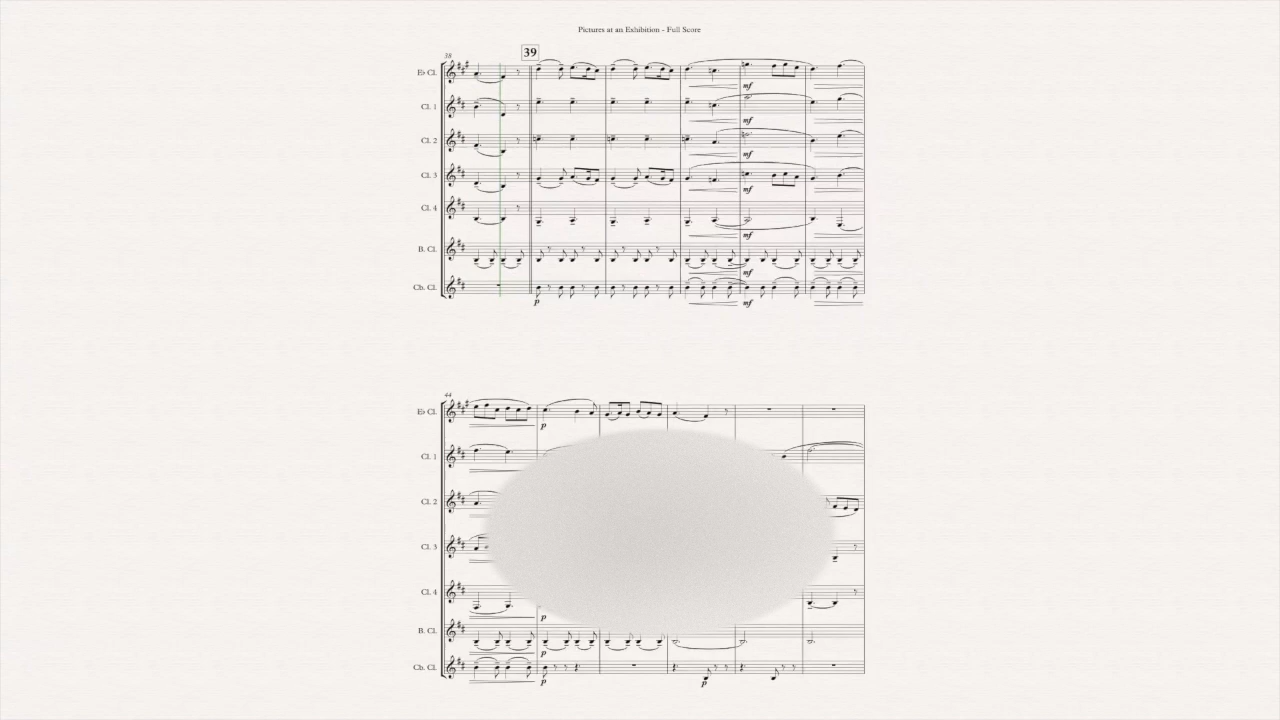 Pictures at an Exhibition - Full Score
38
39
E♭ Cl.
mf
Cl. 1
mf
Cl. 2
mf
Cl. 3
mf
Cl. 4
mf
B. Cl.
mf
Cb. Cl.
p
mf
44
E♭ Cl.
p
Cl. 1
Cl. 2
Cl. 3
Cl. 4
p
B. Cl.
p
Cb. Cl.
p
p